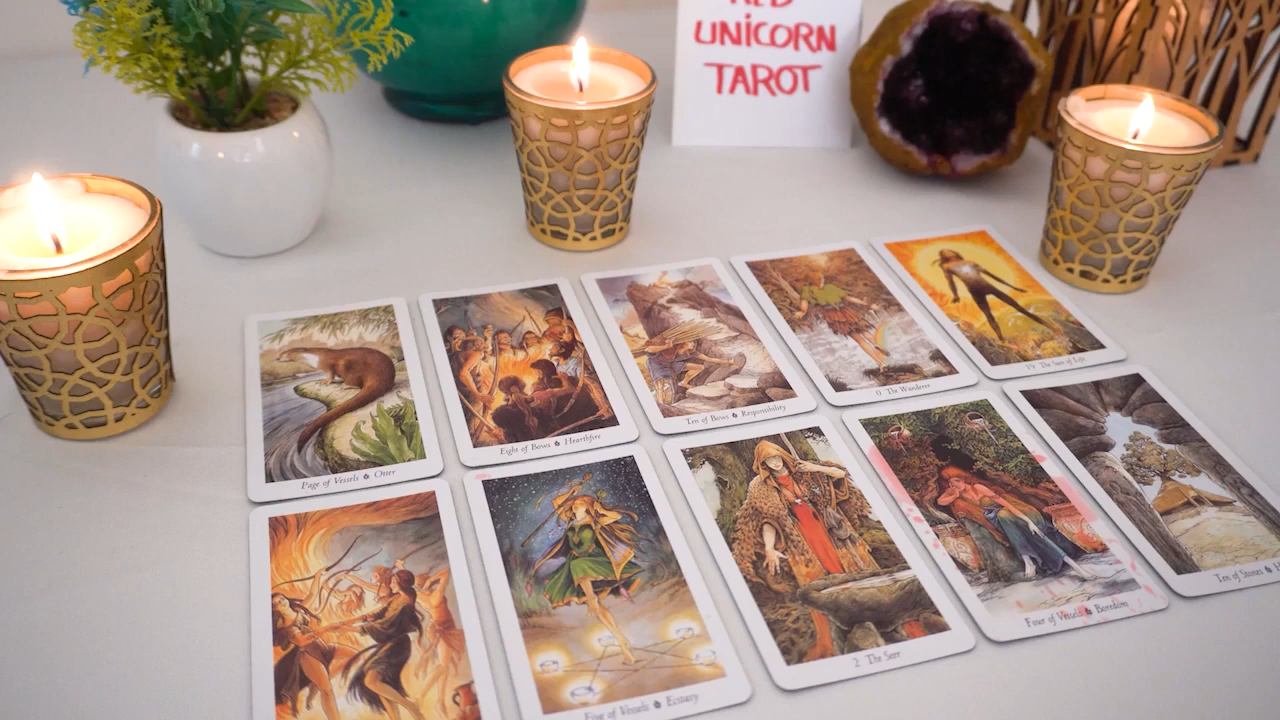 RED
UNICORN
TAROT
Page of Vessels Otter
Eight of Bows Hearthfire
Ten of Bows Responsibility
0 The Wanderer
19 The Sun of Life
Five of Vessels Ecstasy
2 The Seer
Four of Vessels Boredom
Ten of Stones H